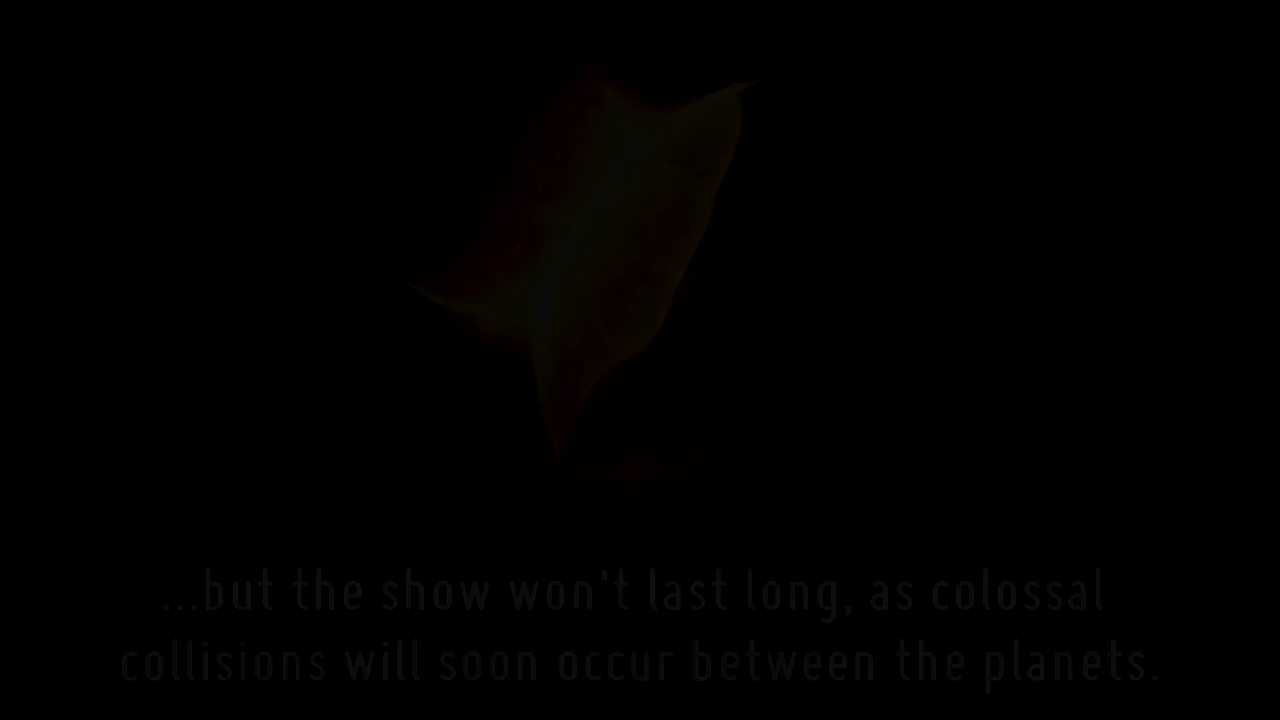 ...but the show won't last long, as colossal
collisions will soon occur between the planets.